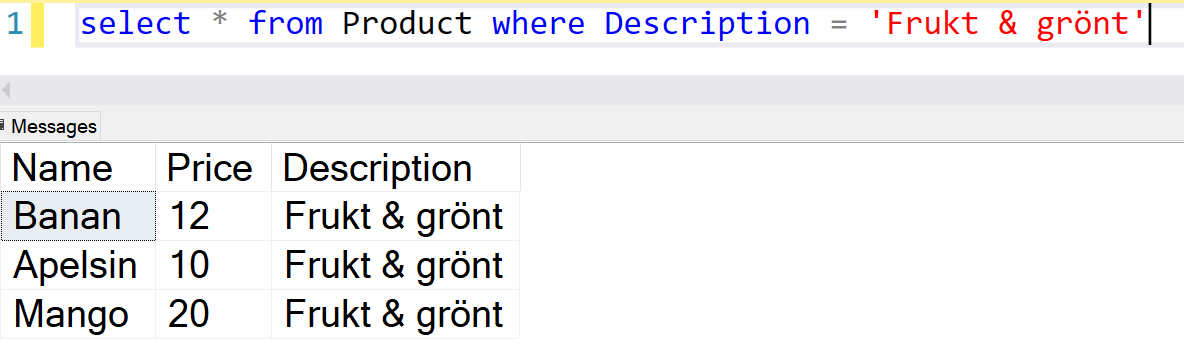 1 select * from Product where Description = 'Frukt & grönt'
Messages
Name Price Description
Banan 12 Frukt & grönt
Apelsin 10 Frukt & grönt
Mango 20 Frukt & grönt